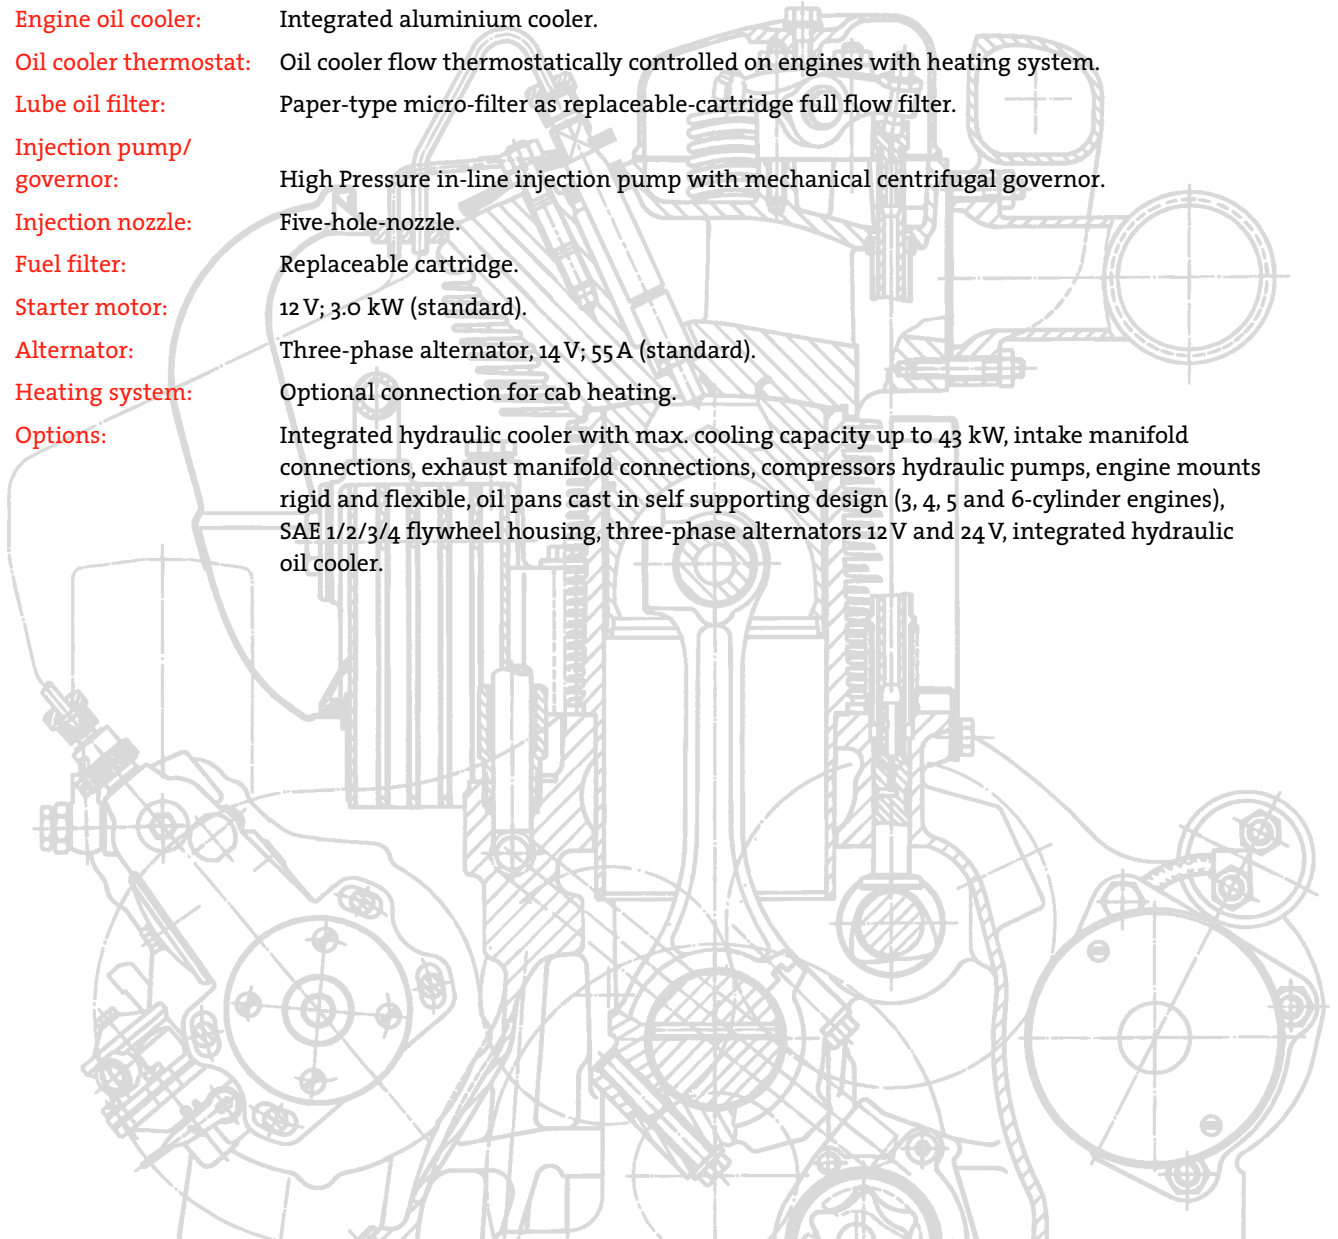 Engine oil cooler: Integrated aluminium cooler.
Oil cooler thermostat: Oil cooler flow thermostatically controlled on engines with heating system.
Lube oil filter: Paper-type micro-filter as replaceable-cartridge full flow filter.
Injection pump/
governor: High Pressure in-line injection pump with mechanical centrifugal governor.
Injection nozzle: Five-hole-nozzle.
Fuel filter: Replaceable cartridge.
Starter motor: 12 V; 3.0 kW (standard).
Alternator: Three-phase alternator, 14 V; 55 A (standard).
Heating system: Optional connection for cab heating.
Options: Integrated hydraulic cooler with max. cooling capacity up to 43 kW, intake manifold
connections, exhaust manifold connections, compressors hydraulic pumps, engine mounts
rigid and flexible, oil pans cast in self supporting design (3, 4, 5 and 6-cylinder engines),
SAE 1/2/3/4 flywheel housing, three-phase alternators 12 V and 24 V, integrated hydraulic
oil cooler.